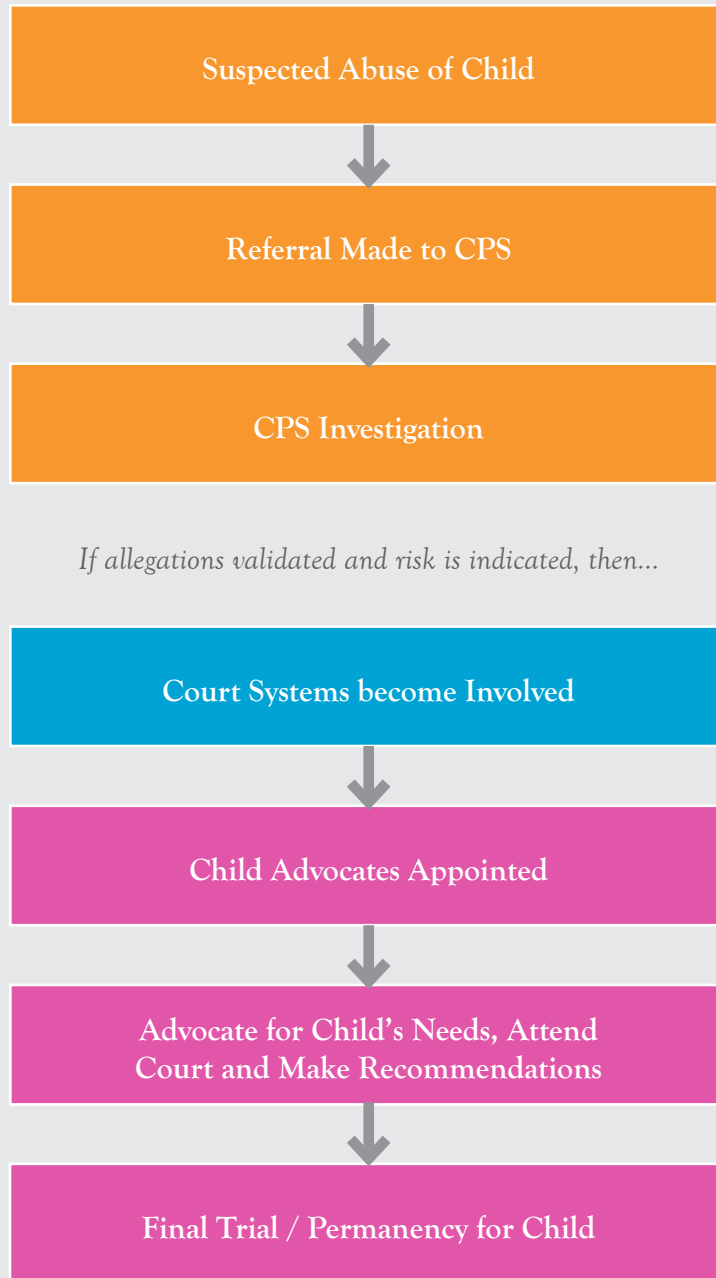 Suspected Abuse of Child
Referral Made to CPS
CPS Investigation
If allegations validated and risk is indicated, then...
Court Systems become Involved
Child Advocates Appointed
Advocate for Child’s Needs, Attend
Court and Make Recommendations
Final Trial / Permanency for Child